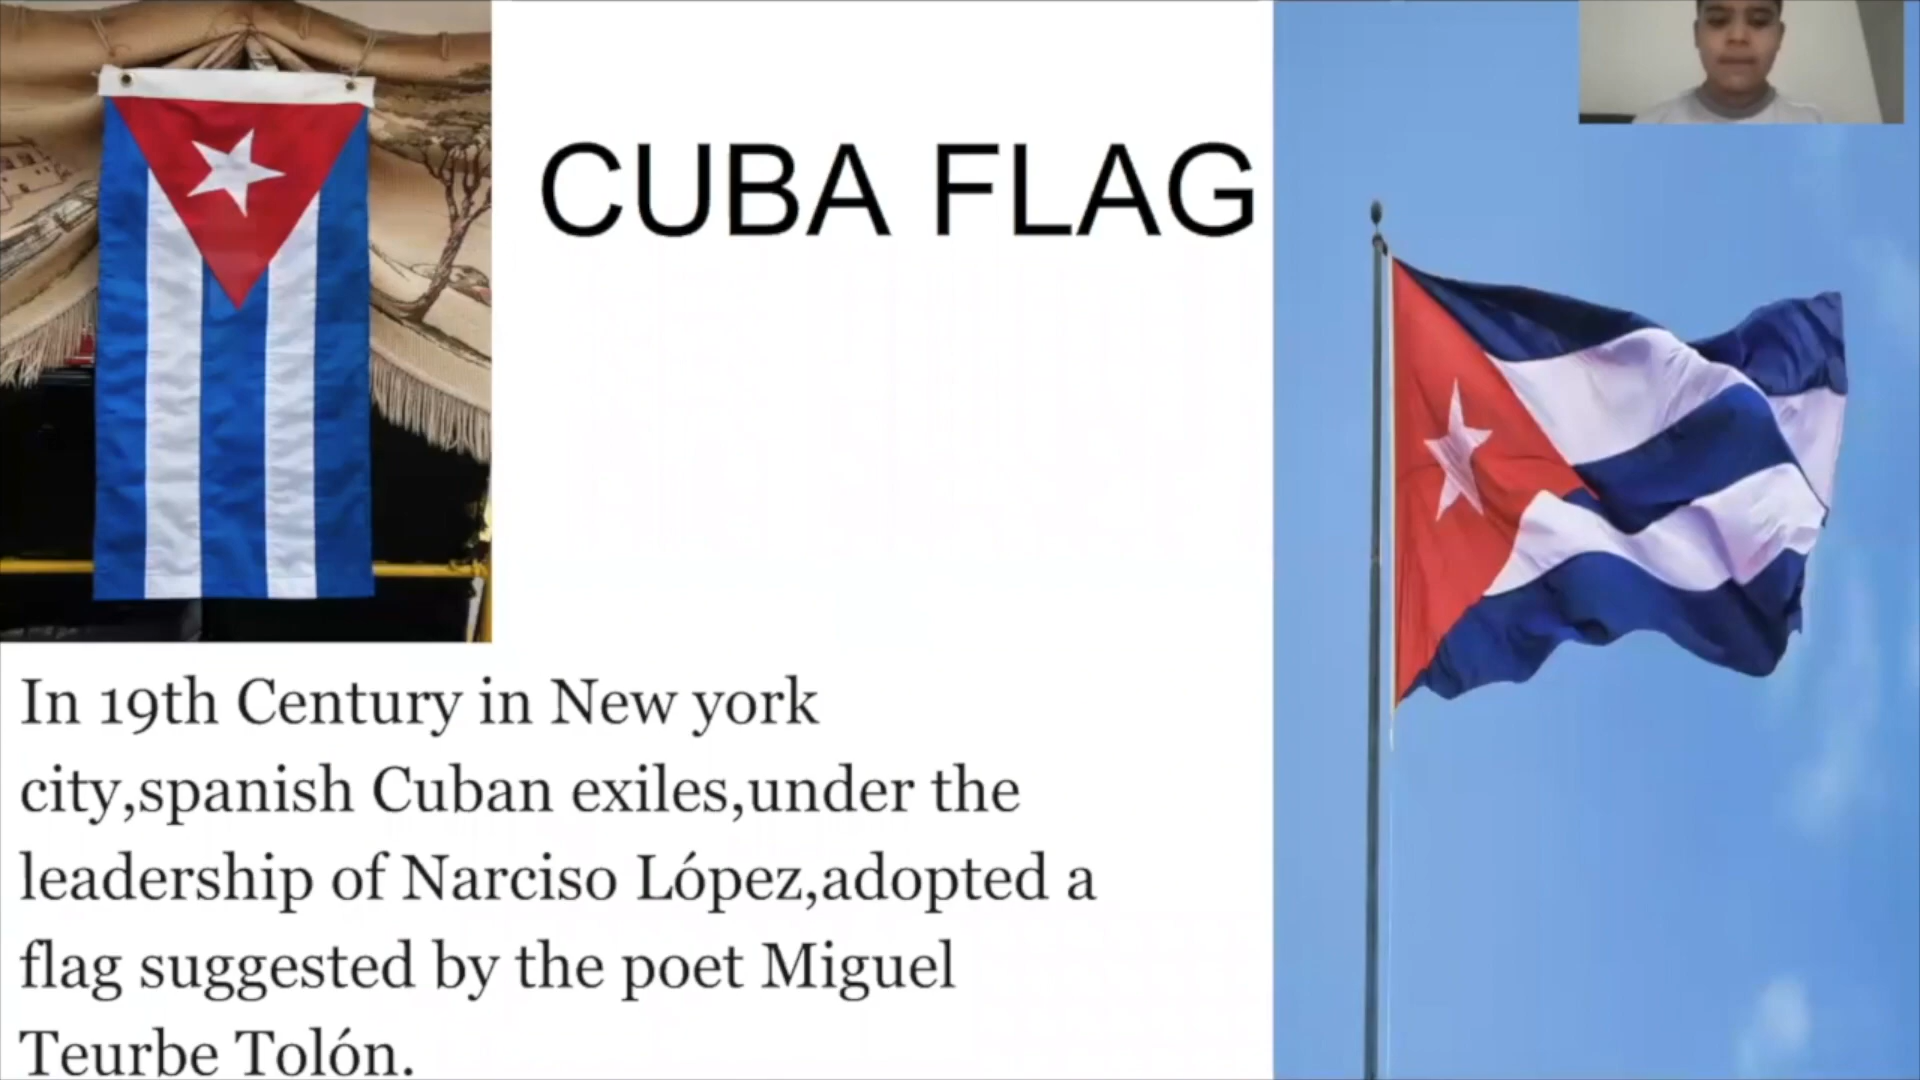 CUBA FLAG
In 19th Century in New york
city,spanish Cuban exiles,under the
leadership of Narciso López,adopted a
flag suggested by the poet Miguel
Teurbe Tolón.